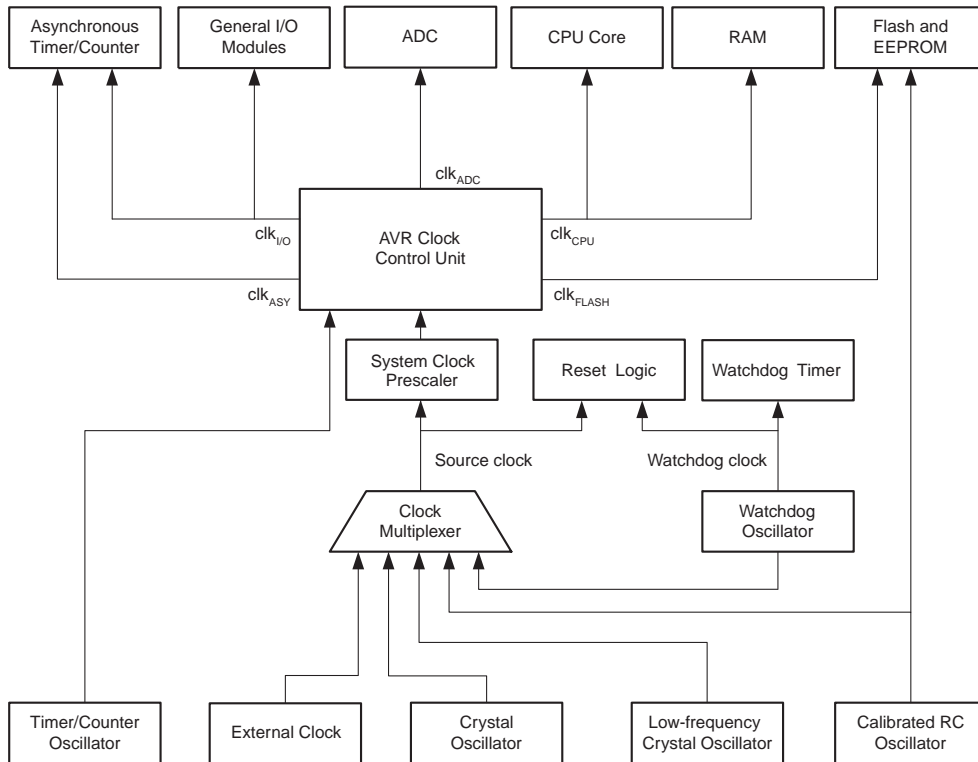 Asynchronous
Timer/Counter
General I/O
Modules
ADC
CPU Core
RAM
Flash and
EEPROM
clkADC
clkI/O
AVR Clock
Control Unit
clkCPU
clkASY
clkFLASH
System Clock
Prescaler
Reset Logic
Watchdog Timer
Source clock
Watchdog clock
Clock
Multiplexer
Watchdog
Oscillator
Timer/Counter
Oscillator
External Clock
Crystal
Oscillator
Low-frequency
Crystal Oscillator
Calibrated RC
Oscillator